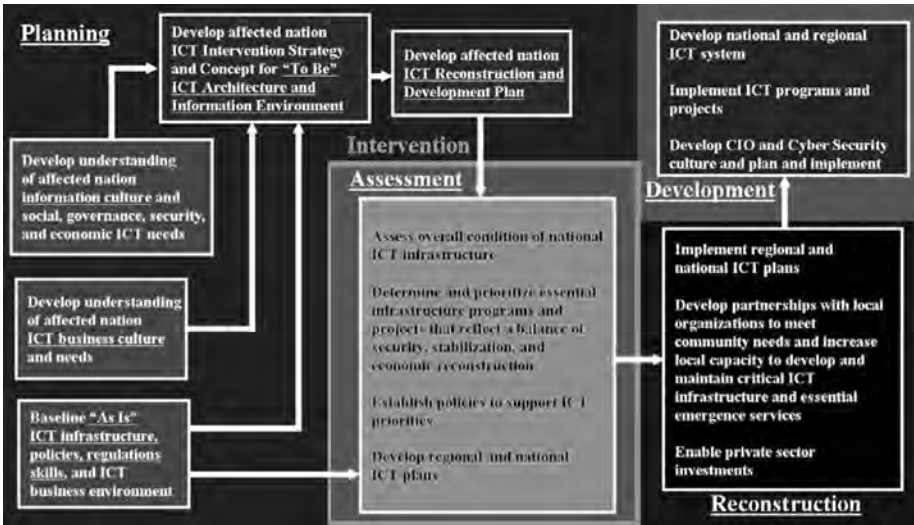 Planning
Develop affected nation
ICT Intervention Strategy
and Concept for “To Be”
ICT Architecture and
Information Environment
Develop affected nation
ICT Reconstruction and
Development Plan
Develop understanding
of affected nation
information culture and
social, governance, security,
and economic ICT needs
Develop understanding
of affected nation
ICT business culture
and needs
Baseline “As Is”
ICT infrastructure,
policies, regulations
skills, and ICT
business environment
Intervention
Assessment
Assess overall condition of national
ICT infrastructure
Determine and prioritize essential
infrastructure programs and
projects that reflect a balance of
security, stabilization, and
economic reconstruction
Establish policies to support ICT
priorities
Develop regional and national
ICT plans
Develop national and regional
ICT system
Implement ICT programs and
projects
Develop CIO and Cyber Security
culture and plan and implement
Development
Implement regional and
national ICT plans
Develop partnerships with local
organizations to meet
community needs and increase
local capacity to develop and
maintain critical ICT
infrastructure and essential
emergence services
Enable private sector
investments
Reconstruction